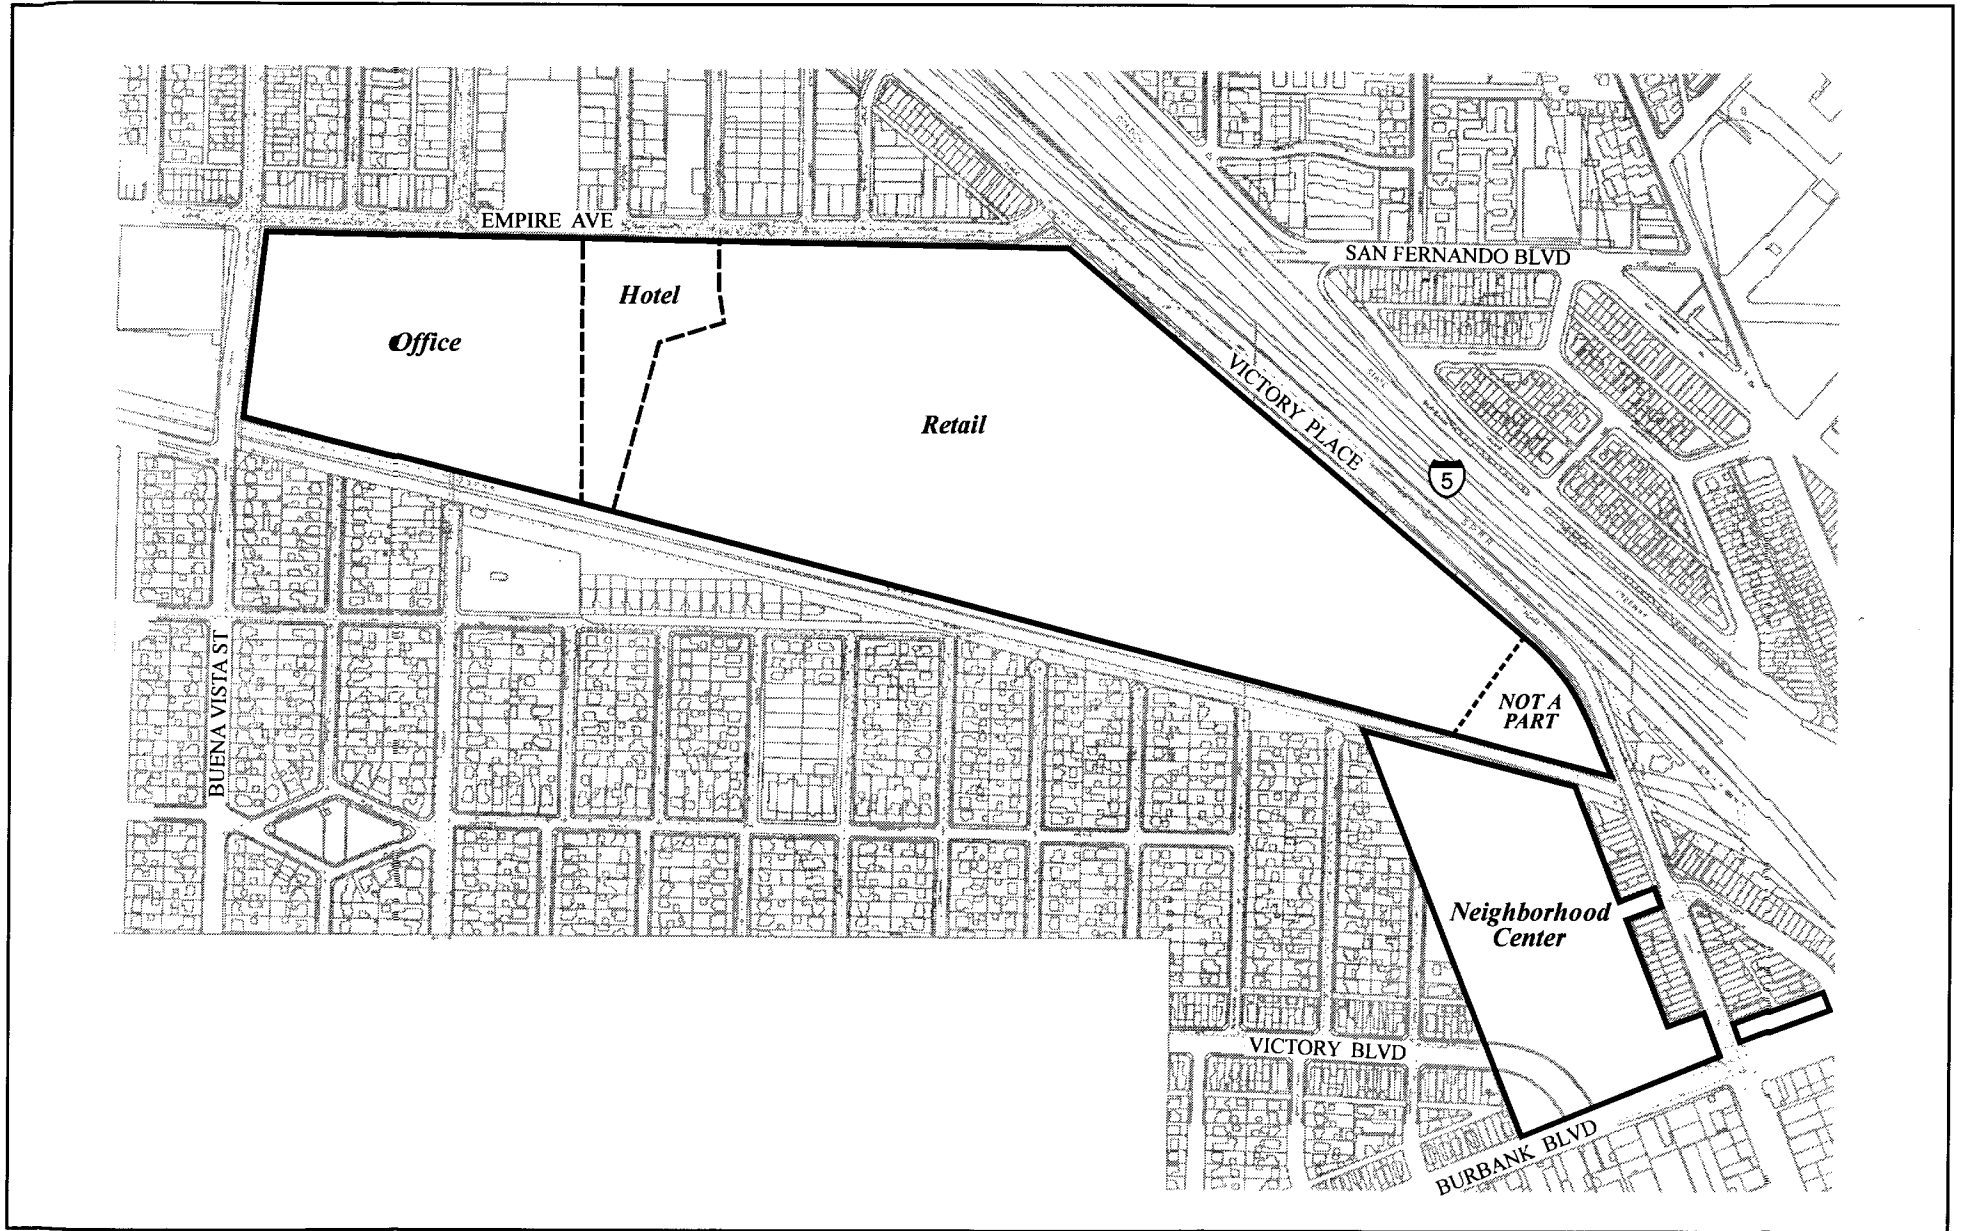 EMPIRE AVE
SAN FERNANDO BLVD
Hotel
Office
VICTORY PLACE
Retail
5
BUENA VISTA ST
NOT A
PART
Neighborhood
Center
VICTORY BLVD
BURBANK BLVD